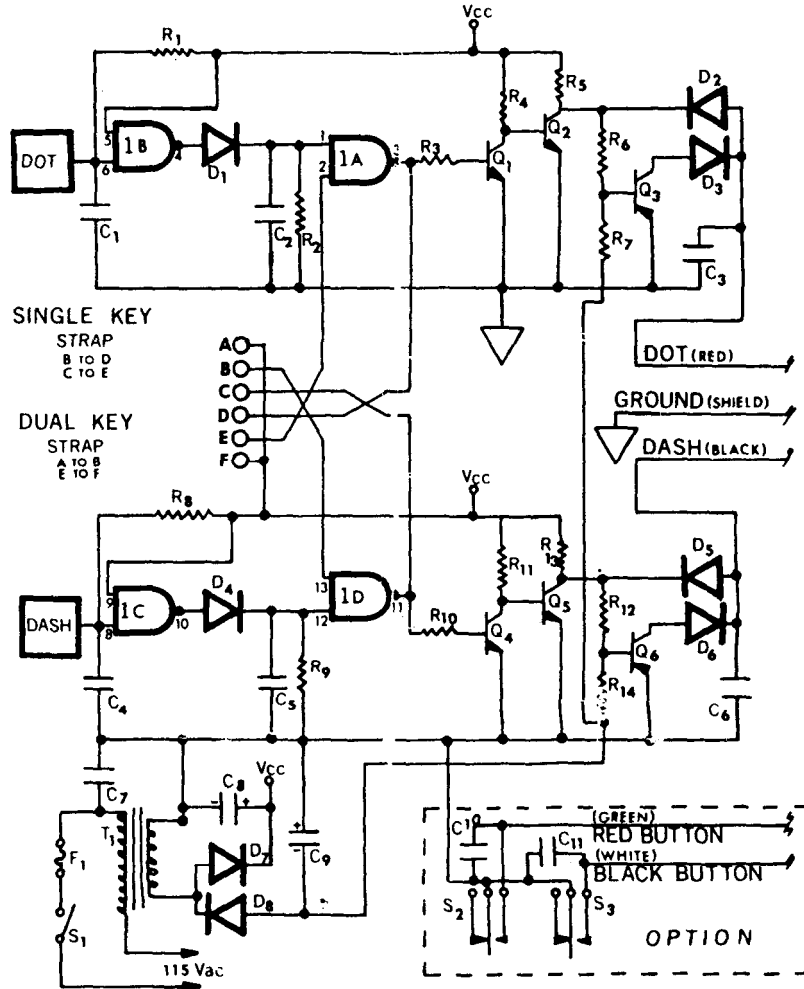 Vcc
R1
R4
R5
D2
5
DOT
6
1B
4
D1
1
2
1A
3
R3
Q1
Q2
R6
D3
Q3
C1
C2
R2
R7
C3
SINGLE KEY
STRAP
B TO D
C TO E
A
B
C
D
E
F
DOT (RED)
GROUND (SHIELD)
DUAL KEY
STRAP
A TO B
E TO F
DASH (BLACK)
R8
Vcc
R11
R13
D5
9
DASH
8
1C
10
D4
13
12
1D
11
R10
Q4
Q5
R12
D6
Q6
R9
R14
C4
C5
C6
C7
C8
- +
Vcc
T1
D7
+
-
C9
F1
D8
S1
115 Vac
C1
(GREEN)
RED BUTTON
C11
(WHITE)
BLACK BUTTON
S2
S3
OPTION